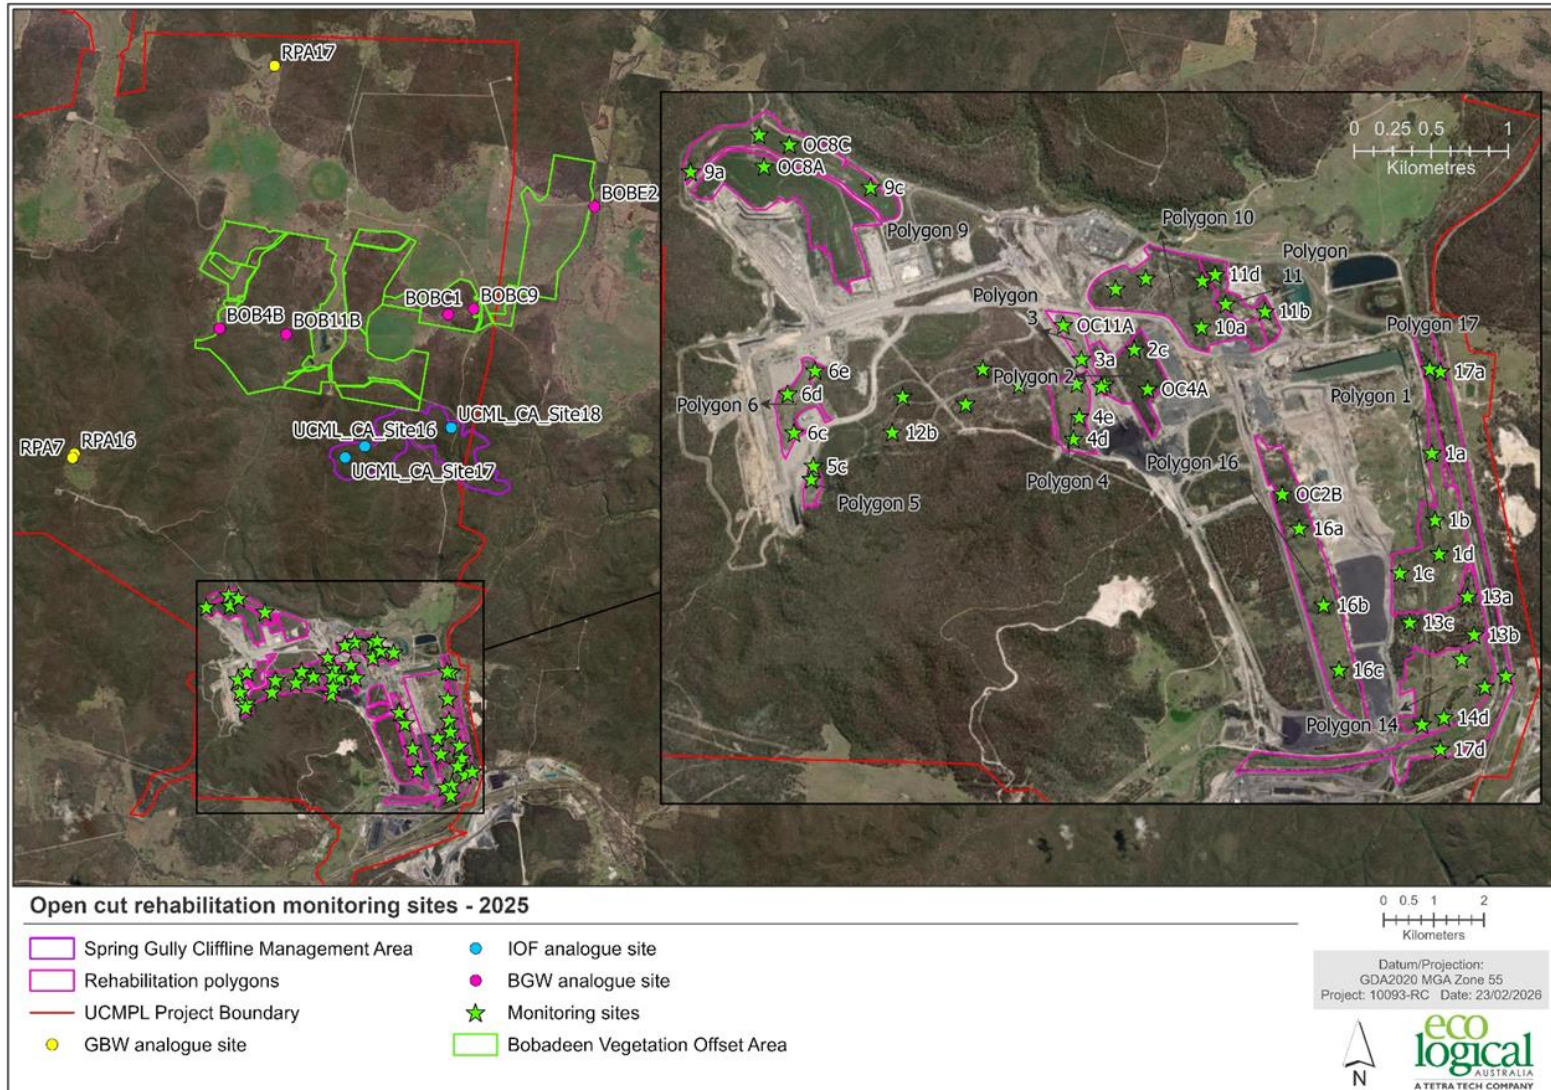 RPA17
BOBE2
BOBC1
BOBC9
BOB4B
BOB11B
UCML_CA_Site18
UCML_CA_Site16
UCML_CA_Site17
RPA7
RPA16
0 0.25 0.5 1
Kilometres
OC8C
OC8A
9a
9c
Polygon 9
Polygon 10
Polygon
11
11d
11b
10a
Polygon
3
OC11A
3a
2c
Polygon 2
OC4A
4e
4d
Polygon 4
6e
6d
Polygon 6
6c
12b
5c
Polygon 5
Polygon 17
17a
Polygon 1
1a
Polygon 16
OC2B
16a
1b
1d
1c
16b
13a
13c
13b
16c
Polygon 14
14d
17d
Open cut rehabilitation monitoring sites - 2025
Spring Gully Cliffline Management Area
Rehabilitation polygons
UCMPL Project Boundary
GBW analogue site
IOF analogue site
BGW analogue site
Monitoring sites
Bobadeen Vegetation Offset Area
0 0.5 1 2
Kilometers
Datum/Projection:
GDA2020 MGA Zone 55
Project: 10093-RC Date: 23/02/2026
N
eco
logical
AUSTRALIA
A TETRA TECH COMPANY